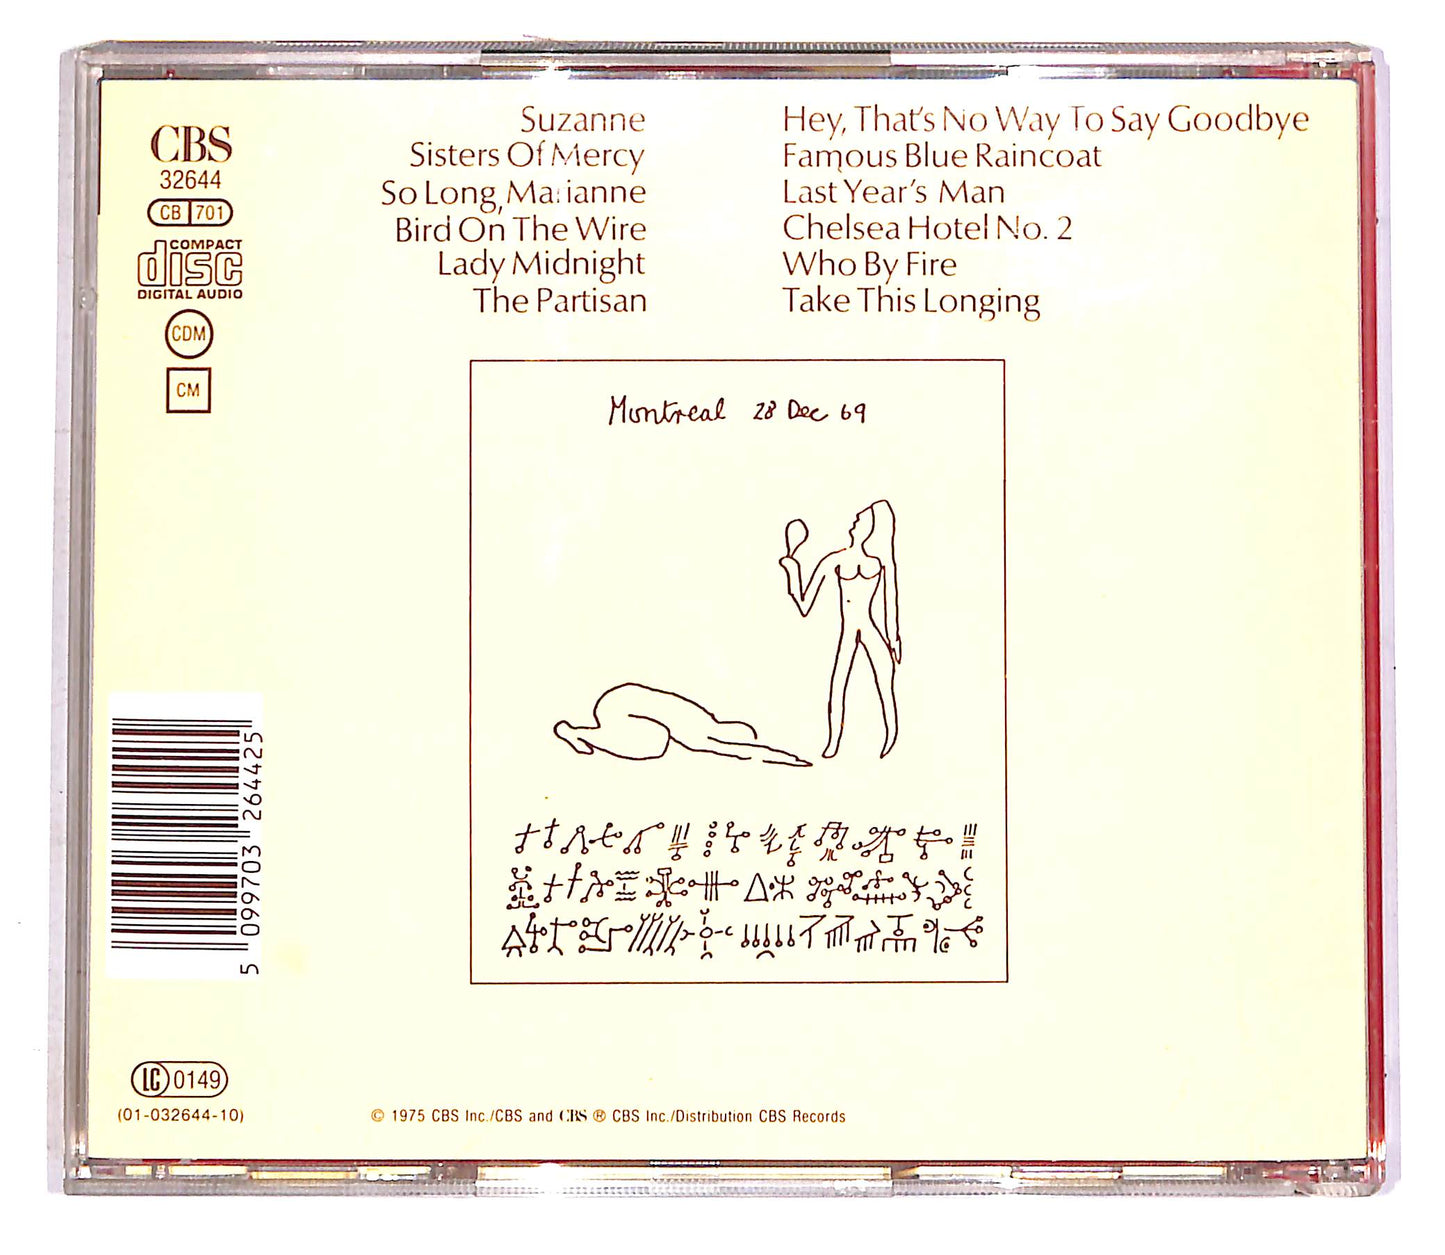 CBS
32644
CB 701
COMPACT
disc
DIGITAL AUDIO
CDM
CM
Suzanne
Sisters Of Mercy
So Long, Marianne
Bird On The Wire
Lady Midnight
The Partisan
Hey, That's No Way To Say Goodbye
Famous Blue Raincoat
Last Year's Man
Chelsea Hotel No. 2
Who By Fire
Take This Longing
Montreal 28 Dec 69
5 099703 264425
LC 0149
(01-032644-10)
© 1975 CBS Inc./CBS and CBS ® CBS Inc./Distribution CBS Records